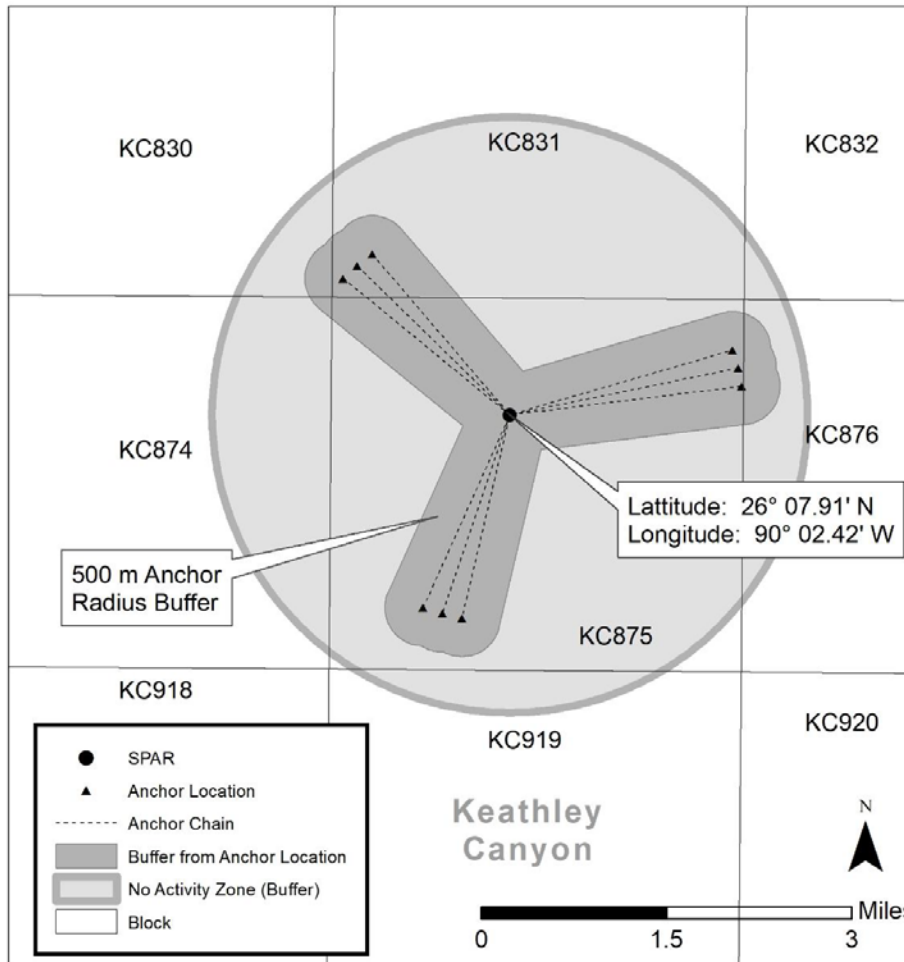 KC830
KC831
KC832
KC874
KC876
Lattitude: 26° 07.91' N
Longitude: 90° 02.42' W
500 m Anchor
Radius Buffer
KC875
KC918
KC919
KC920
SPAR
Anchor Location
Anchor Chain
Buffer from Anchor Location
No Activity Zone (Buffer)
Block
Keathley
Canyon
N
Miles
0 1.5 3